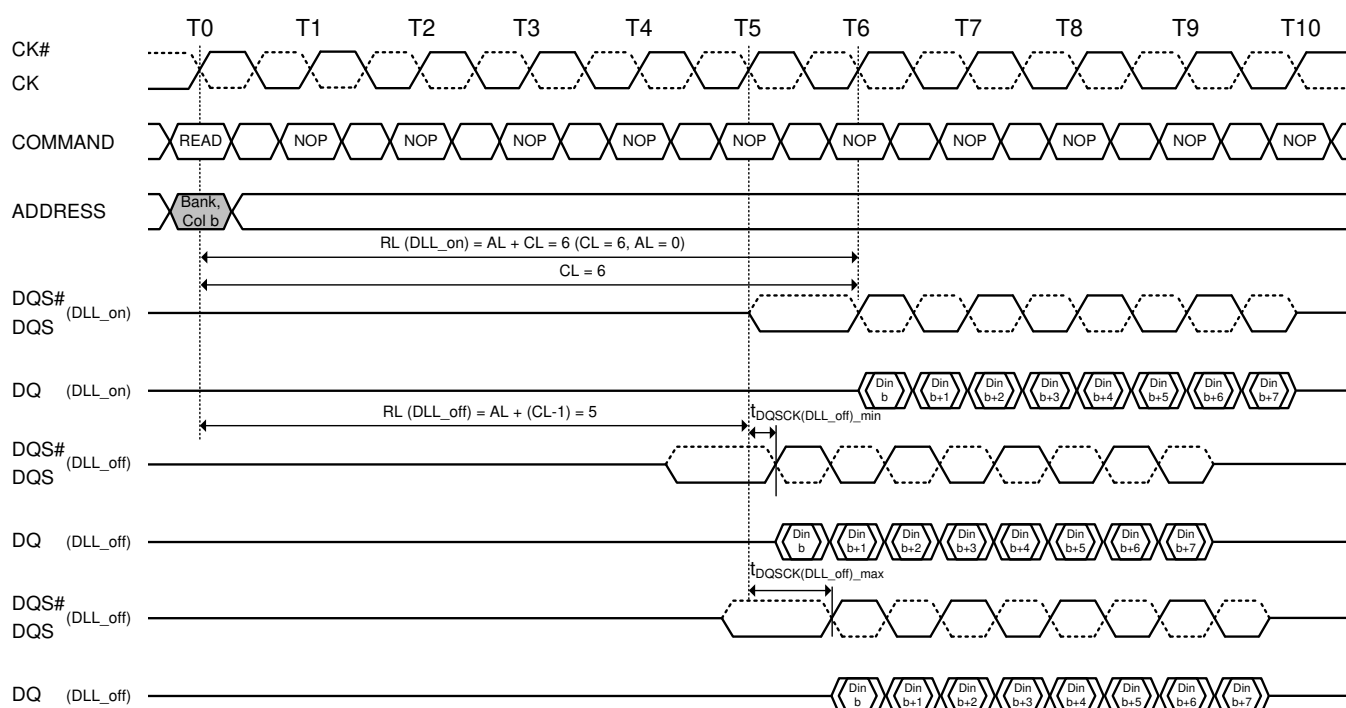 T0 T1 T2 T3 T4 T5 T6 T7 T8 T9 T10
CK#
CK
COMMAND READ NOP NOP NOP NOP NOP NOP NOP NOP NOP NOP
ADDRESS Bank, Col b
RL (DLL_on) = AL + CL = 6 (CL = 6, AL = 0)
CL = 6
DQS# (DLL_on)
DQS
DQ (DLL_on) Din b Din b+1 Din b+2 Din b+3 Din b+4 Din b+5 Din b+6 Din b+7
RL (DLL_off) = AL + (CL-1) = 5 tDQSCK(DLL_off)_min
DQS# (DLL_off)
DQS
DQ (DLL_off) Din b Din b+1 Din b+2 Din b+3 Din b+4 Din b+5 Din b+6 Din b+7
tDQSCK(DLL_off)_max
DQS# (DLL_off)
DQS
DQ (DLL_off) Din b Din b+1 Din b+2 Din b+3 Din b+4 Din b+5 Din b+6 Din b+7